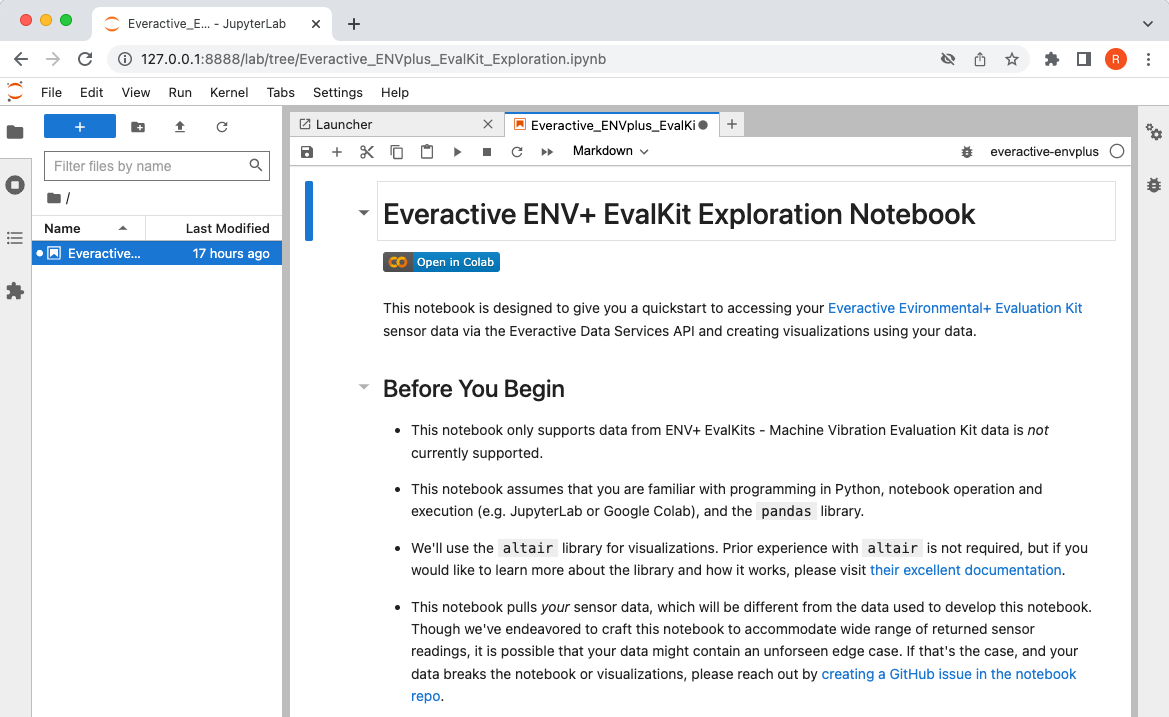 Everactive_E... - JupyterLab
127.0.0.1:8888/lab/tree/Everactive_ENVplus_EvalKit_Exploration.ipynb
R
File Edit View Run Kernel Tabs Settings Help
Launcher
Everactive_ENVplus_EvalKi
Markdown
everactive-envplus
Filter files by name
/
Name Last Modified
Everactive... 17 hours ago
Everactive ENV+ EvalKit Exploration Notebook
CO Open in Colab
This notebook is designed to give you a quickstart to accessing your Everactive Evironmental+ Evaluation Kit
sensor data via the Everactive Data Services API and creating visualizations using your data.
Before You Begin
• This notebook only supports data from ENV+ EvalKits - Machine Vibration Evaluation Kit data is not
currently supported.
• This notebook assumes that you are familiar with programming in Python, notebook operation and
execution (e.g. JupyterLab or Google Colab), and the pandas library.
• We'll use the altair library for visualizations. Prior experience with altair is not required, but if you
would like to learn more about the library and how it works, please visit their excellent documentation.
• This notebook pulls your sensor data, which will be different from the data used to develop this notebook.
Though we've endeavored to craft this notebook to accommodate wide range of returned sensor
readings, it is possible that your data might contain an unforseen edge case. If that's the case, and your
data breaks the notebook or visualizations, please reach out by creating a GitHub issue in the notebook
repo.